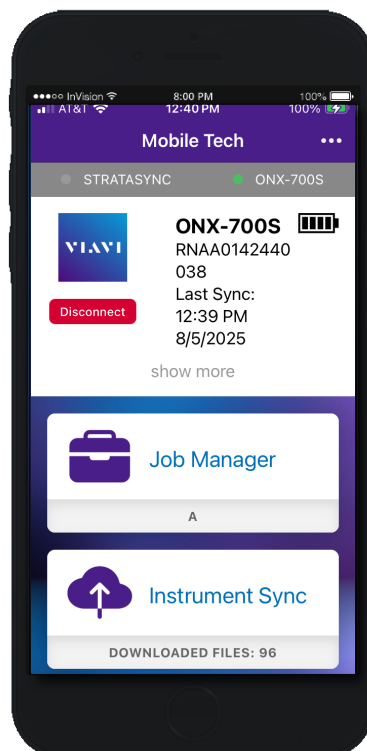 InVision 8:00 PM 100%
AT&T 12:40 PM 100%
Mobile Tech
STRATASYNC ONX-700S
VIAVI
ONX-700S
RNAA0142440
038
Last Sync:
12:39 PM
8/5/2025
Disconnect
show more
Job Manager
A
Instrument Sync
DOWNLOADED FILES: 96